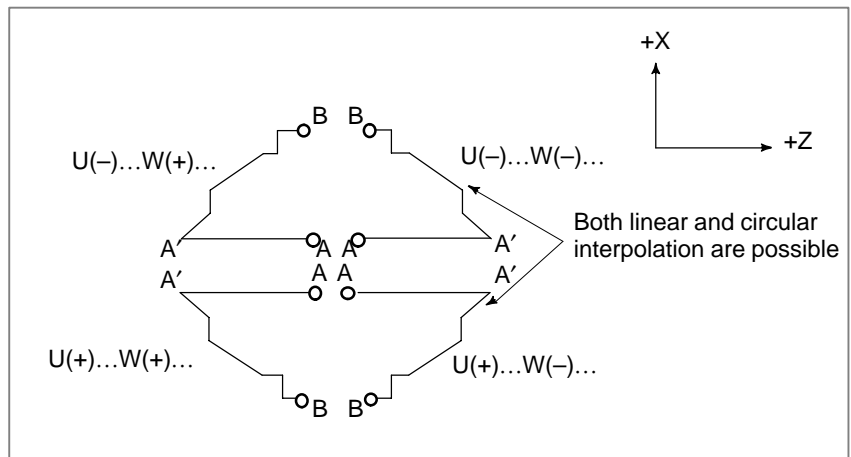 +X
B B
+Z
U(–)…W(+)… U(–)…W(–)…
Both linear and circular
interpolation are possible
A′ A A A′
A′ A A A′
U(+)…W(+)… U(+)…W(–)…
B B